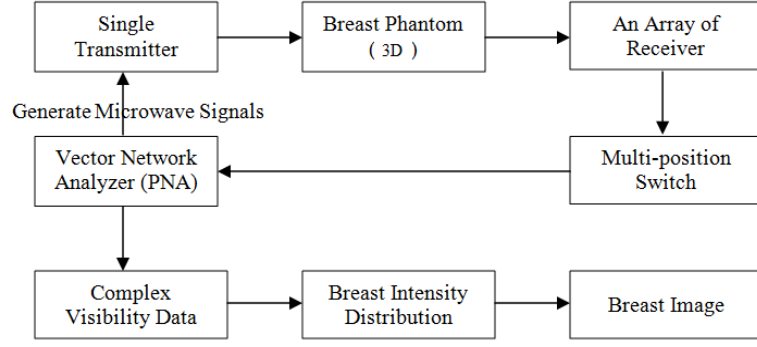 Single
Transmitter
Breast Phantom
( 3D )
An Array of
Receiver
Generate Microwave Signals
Vector Network
Analyzer (PNA)
Multi-position
Switch
Complex
Visibility Data
Breast Intensity
Distribution
Breast Image